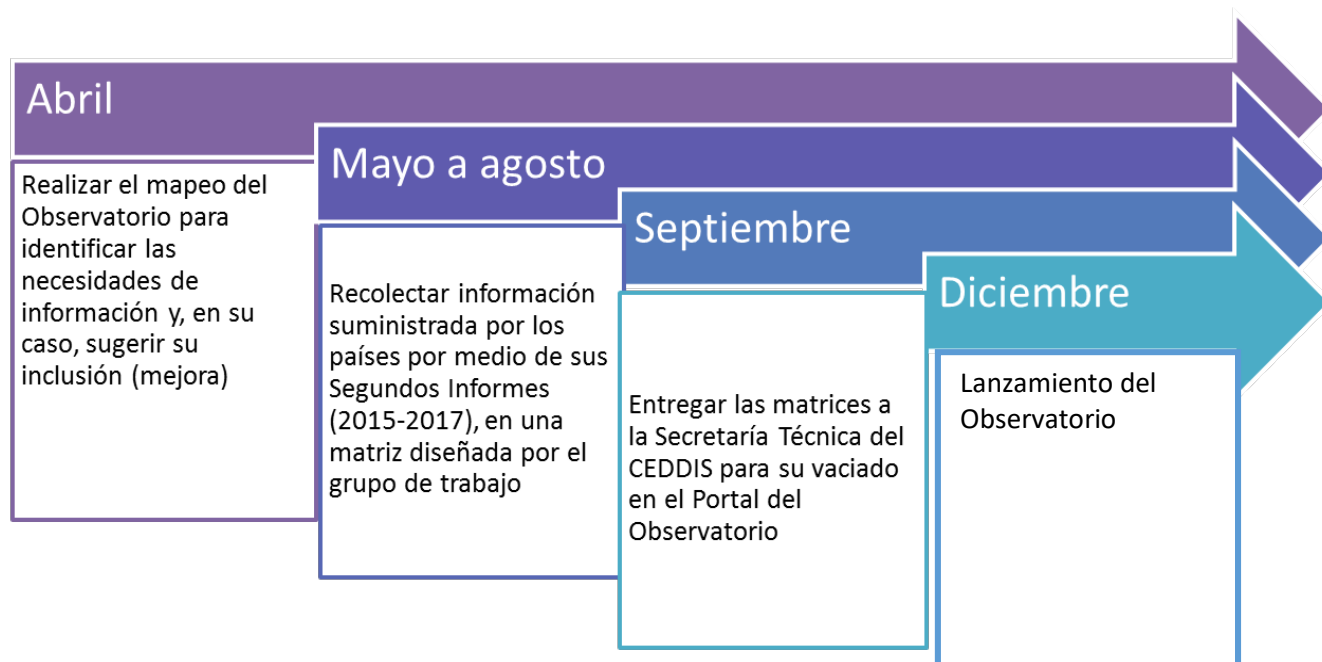 Abril
Realizar el mapeo del
Observatorio para
identificar las
necesidades de
información y, en su
caso, sugerir su
inclusión (mejora)
Mayo a agosto
Recolectar información
suministrada por los
países por medio de sus
Segundos Informes
(2015-2017), en una
matriz diseñada por el
grupo de trabajo
Septiembre
Entregar las matrices a
la Secretaría Técnica del
CEDDIS para su vaciado
en el Portal del
Observatorio
Diciembre
Lanzamiento del
Observatorio